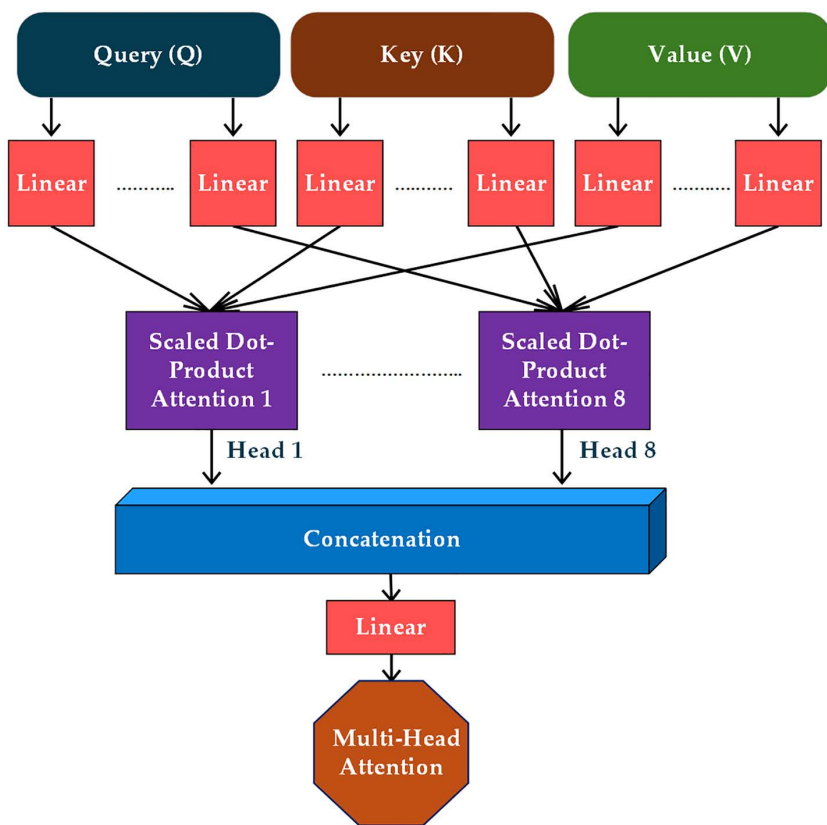 Query (Q)
Key (K)
Value (V)
Linear
Linear
Linear
Linear
Linear
Linear
Scaled Dot-
Product
Attention 1
Scaled Dot-
Product
Attention 8
Head 1
Head 8
Concatenation
Linear
Multi-Head
Attention